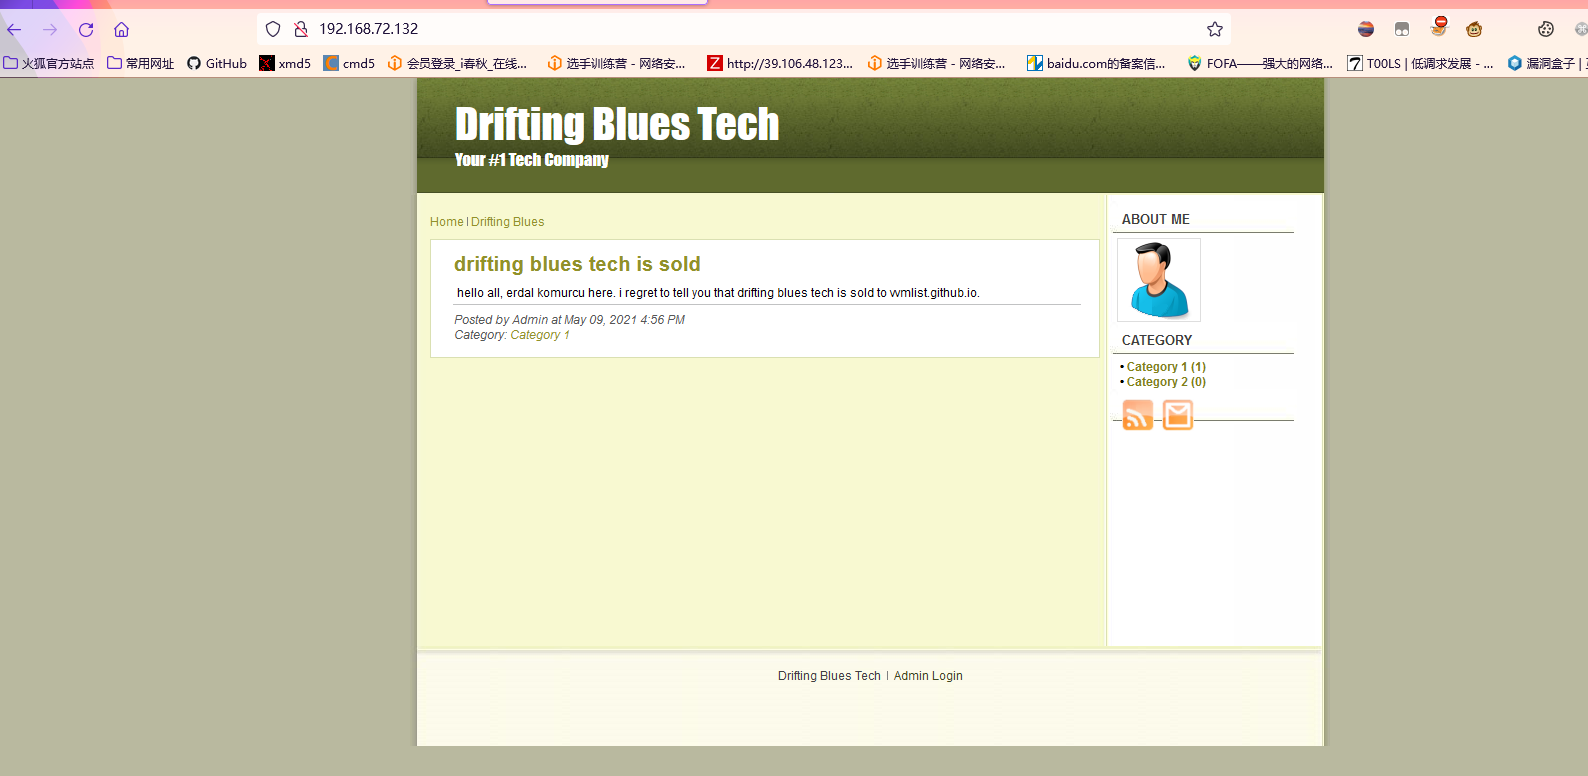 192.168.72.132
火狐官方站点 常用网址 GitHub xmd5 cmd5 会员登录_i春秋_在线... 选手训练营 - 网络安... http://39.106.48.123... 选手训练营 - 网络安... baidu.com的备案信... FOFA——强大的网络... T00LS | 低调求发展 - ... 漏洞盒子 |
Drifting Blues Tech
Your #1 Tech Company
Home | Drifting Blues
drifting blues tech is sold
hello all, erdal komurcu here. i regret to tell you that drifting blues tech is sold to vvmlist.github.io.
Posted by Admin at May 09, 2021 4:56 PM
Category: Category 1
ABOUT ME
CATEGORY
• Category 1 (1)
• Category 2 (0)
Drifting Blues Tech | Admin Login